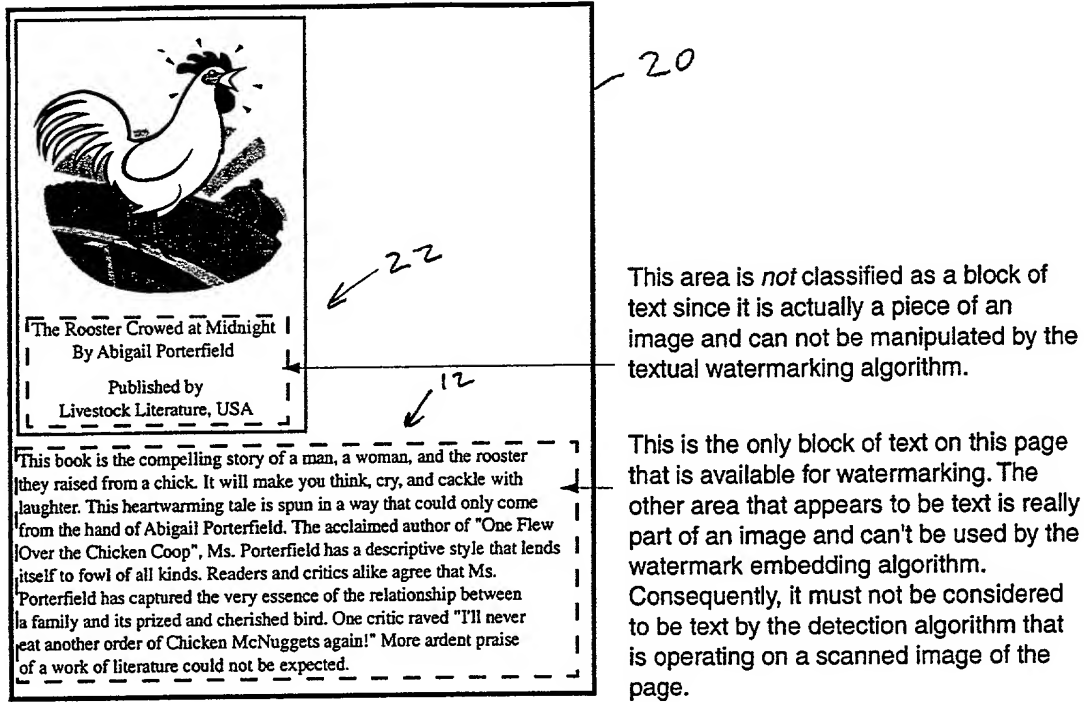 20
22
The Rooster Crowed at Midnight
By Abigail Porterfield
Published by
Livestock Literature, USA
This area is not classified as a block of
text since it is actually a piece of an
image and can not be manipulated by the
textual watermarking algorithm.
12
This book is the compelling story of a man, a woman, and the rooster
they raised from a chick. It will make you think, cry, and cackle with
laughter. This heartwarming tale is spun in a way that could only come
from the hand of Abigail Porterfield. The acclaimed author of "One Flew
Over the Chicken Coop", Ms. Porterfield has a descriptive style that lends
itself to fowl of all kinds. Readers and critics alike agree that Ms.
Porterfield has captured the very essence of the relationship between
a family and its prized and cherished bird. One critic raved "I'll never
eat another order of Chicken McNuggets again!" More ardent praise
of a work of literature could not be expected.
This is the only block of text on this page
that is available for watermarking. The
other area that appears to be text is really
part of an image and can't be used by the
watermark embedding algorithm.
Consequently, it must not be considered
to be text by the detection algorithm that
is operating on a scanned image of the
page.